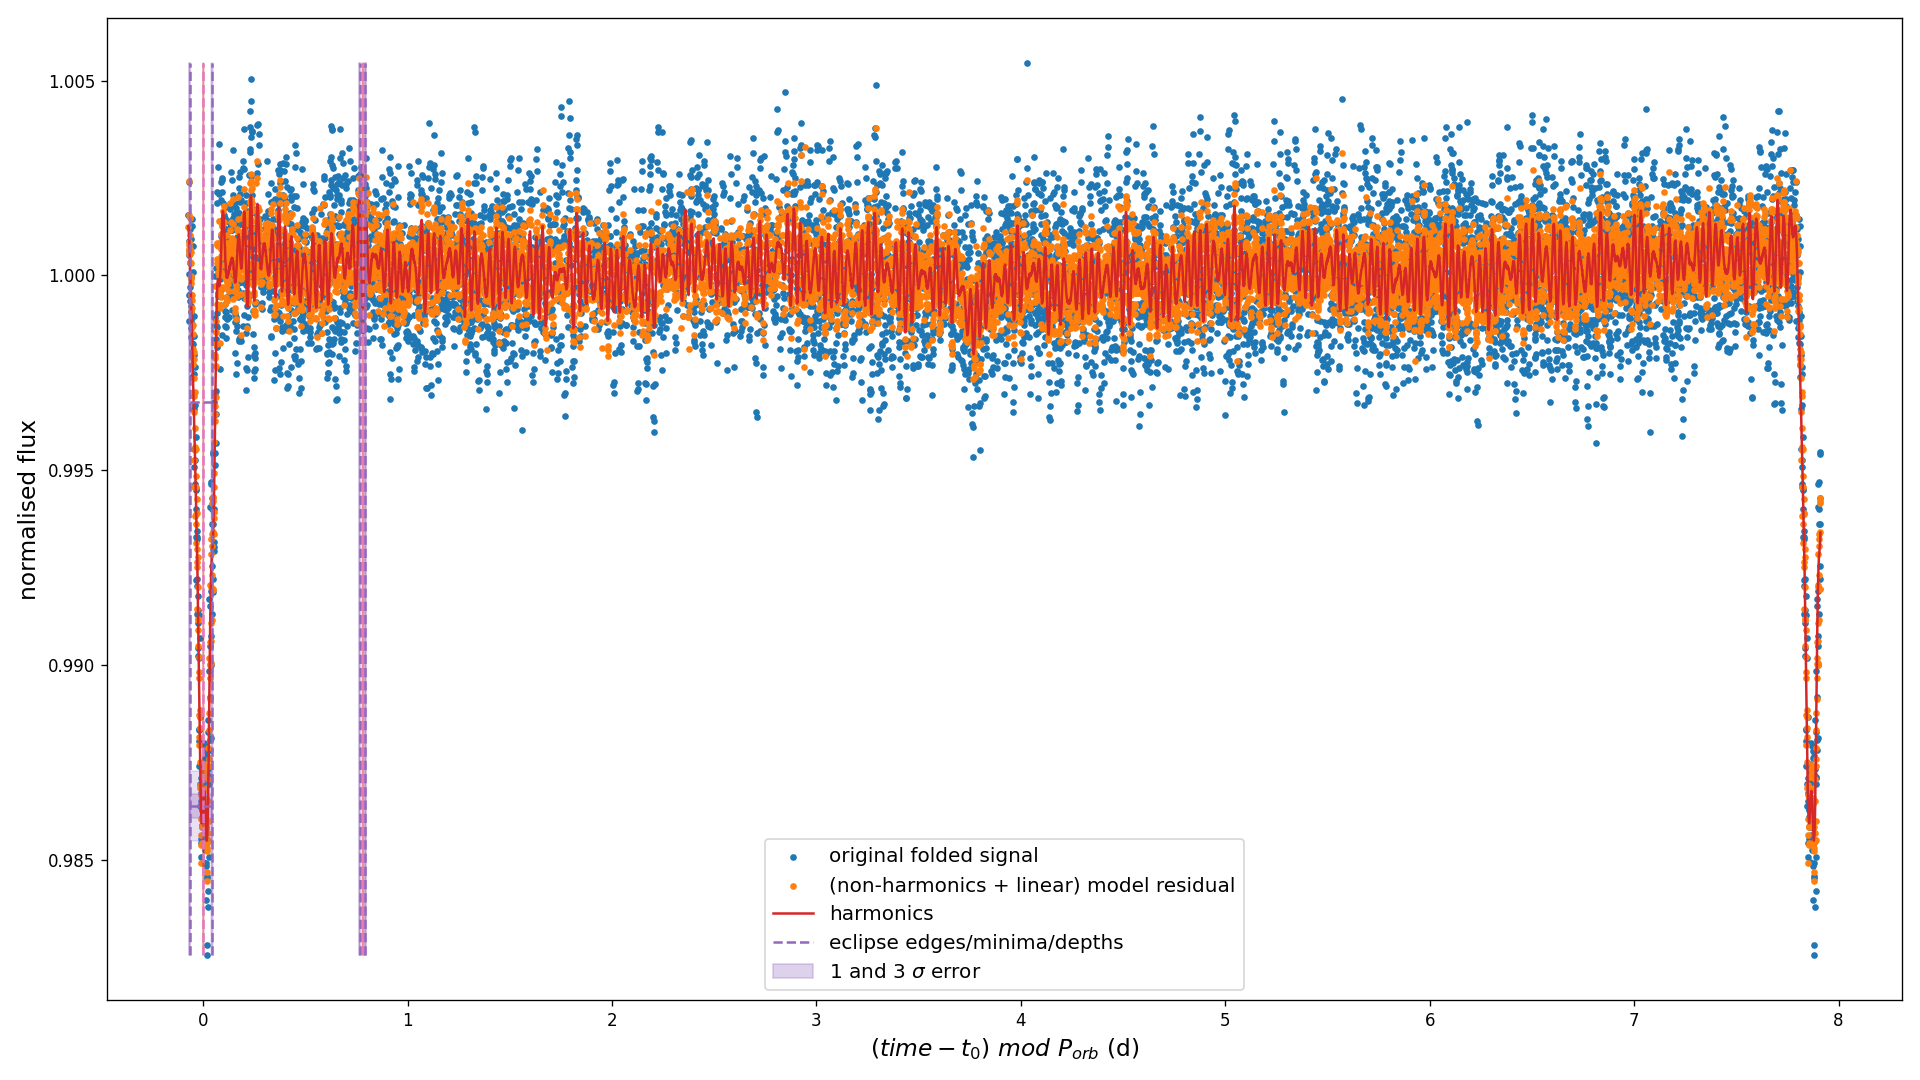 1.005
1.000
0.995
0.990
0.985
normalised flux
original folded signal
(non-harmonics + linear) model residual
harmonics
eclipse edges/minima/depths
1 and 3 σ error
0 1 2 3 4 5 6 7 8
(time − t₀) mod Pₒᵣb (d)